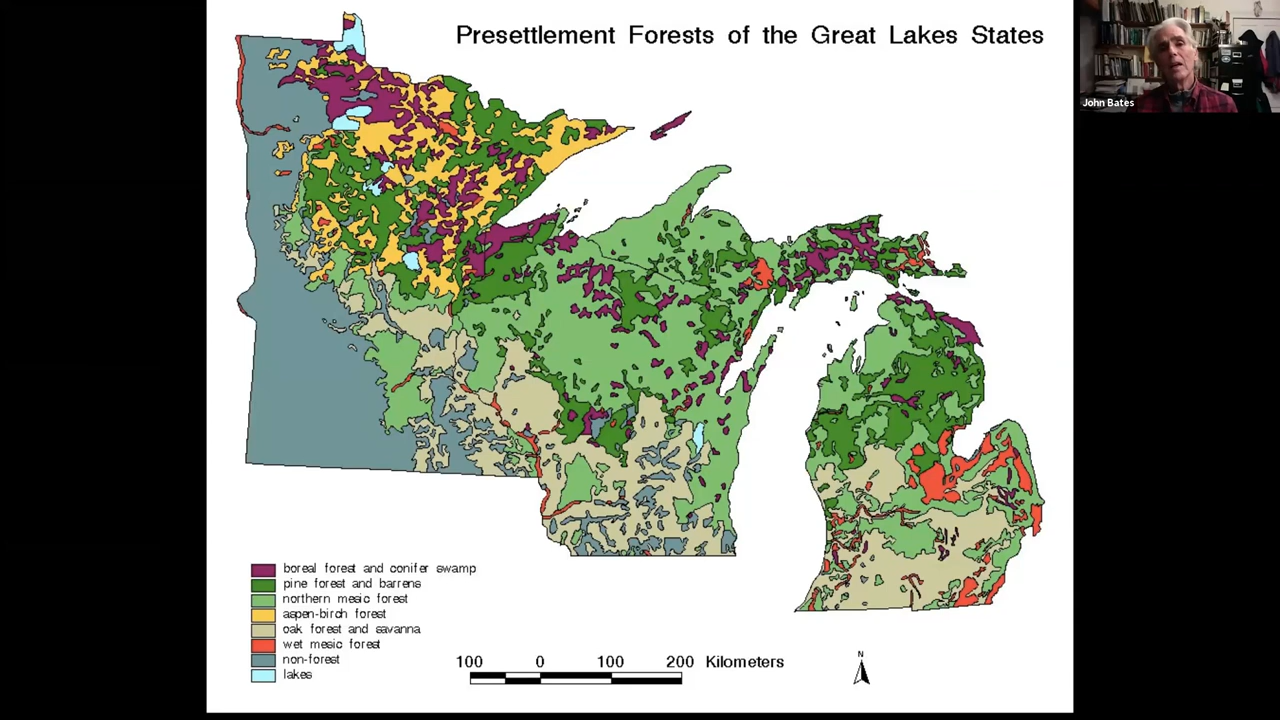 Presettlement Forests of the Great Lakes States
John Bates
boreal forest and conifer swamp
pine forest and barrens
northern mesic forest
aspen-birch forest
oak forest and savanna
wet mesic forest
non-forest
lakes
100 0 100 200 Kilometers
N